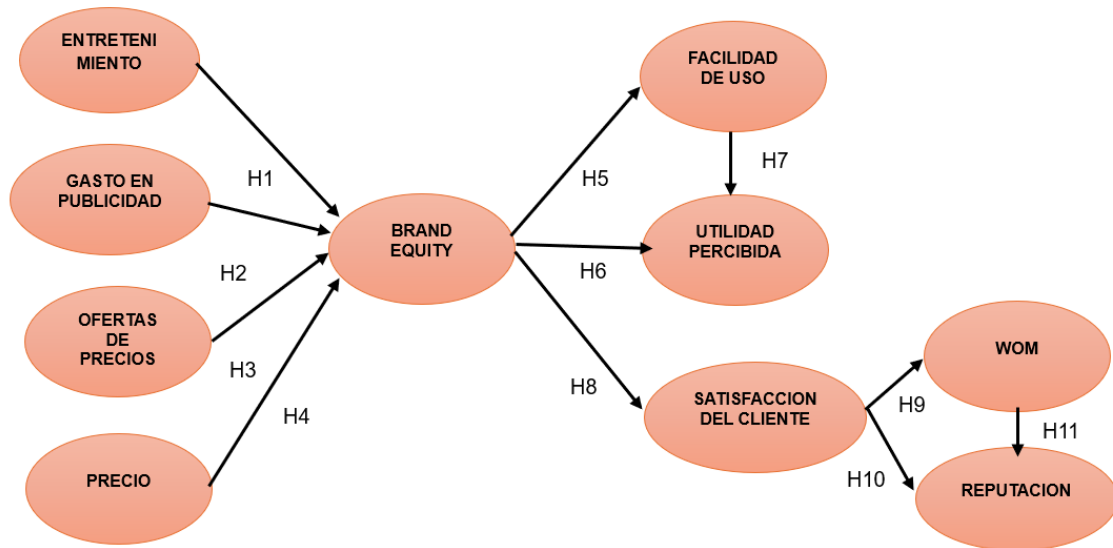 ENTRETENI
MIENTO
GASTO EN
PUBLICIDAD
OFERTAS
DE
PRECIOS
PRECIO
H1
H2
H3
H4
BRAND
EQUITY
H5
H6
H8
FACILIDAD
DE USO
H7
UTILIDAD
PERCIBIDA
SATISFACCION
DEL CLIENTE
H9
H10
WOM
H11
REPUTACION